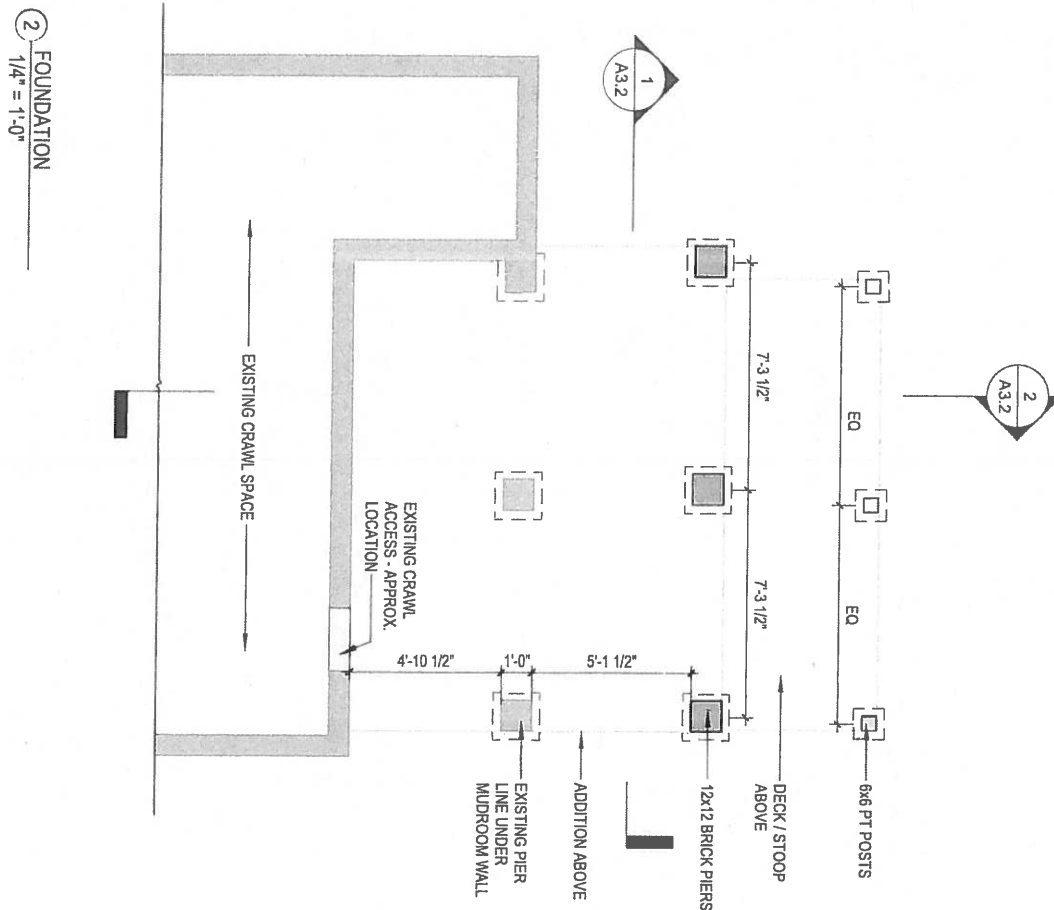 2
FOUNDATION
1/4" = 1'-0"
1
A3.2
2
A3.2
7'-3 1/2"
7'-3 1/2"
EQ
EQ
EXISTING CRAWL SPACE
EXISTING CRAWL
ACCESS - APPROX.
LOCATION
4'-10 1/2"
1'-0"
5'-1 1/2"
6x6 PT POSTS
DECK / STOOP
ABOVE
12x12 BRICK PIERS
ADDITION ABOVE
EXISTING PIER
LINE UNDER
MUDROOM WALL